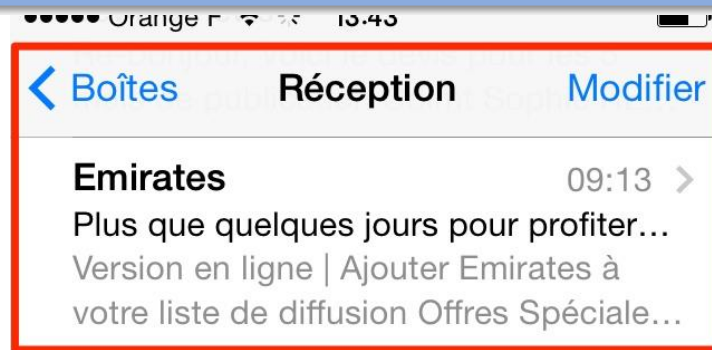 Orange F 13:43
Boîtes Réception Modifier
Emirates 09:13
Plus que quelques jours pour profiter…
Version en ligne | Ajouter Emirates à
votre liste de diffusion Offres Spéciale…